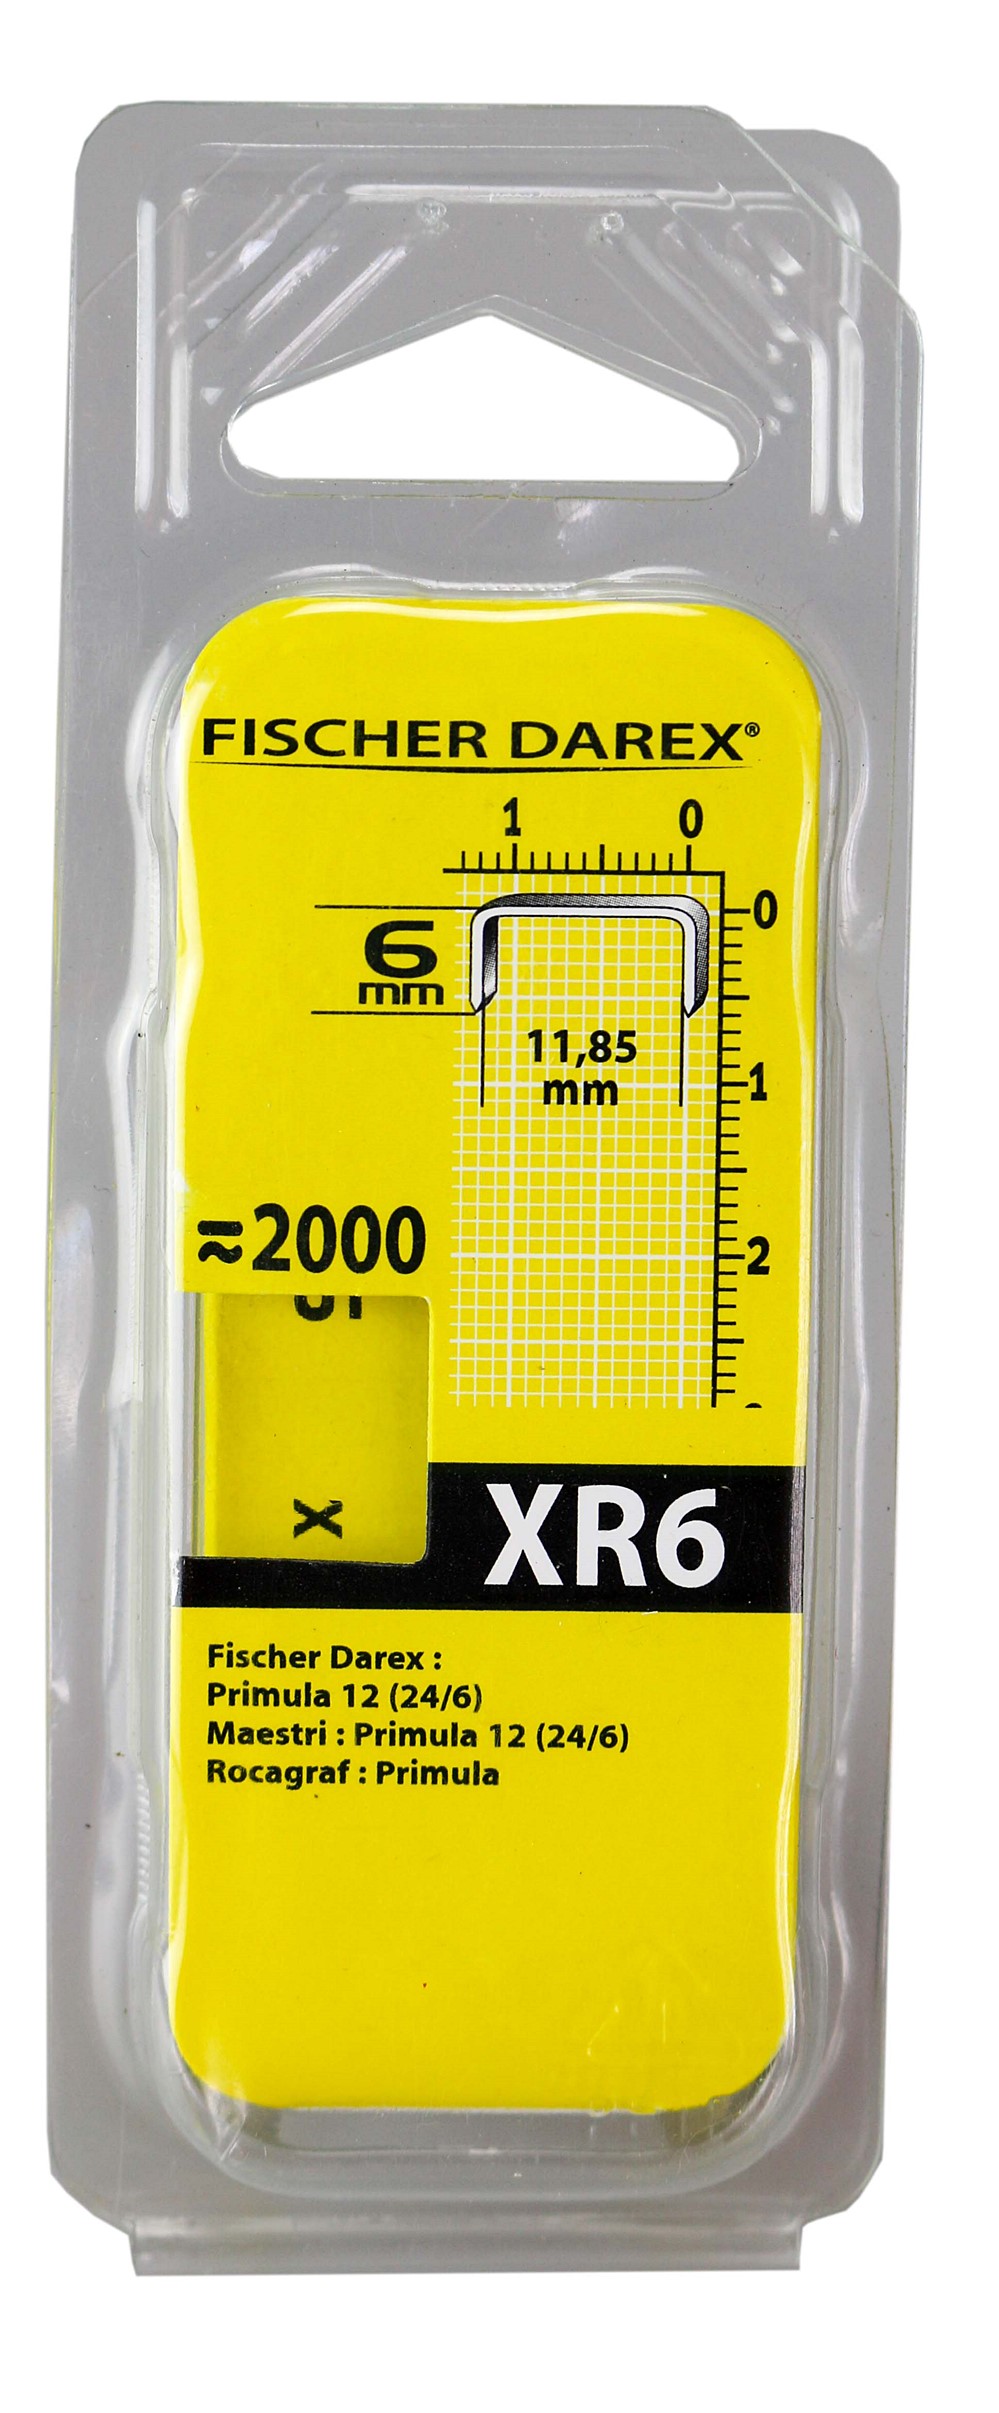 FISCHER DAREX®
1 0
0
6
mm
11,85
mm
1
≈2000
2
X
XR6
Fischer Darex :
Primula 12 (24/6)
Maestri : Primula 12 (24/6)
Rocagraf : Primula